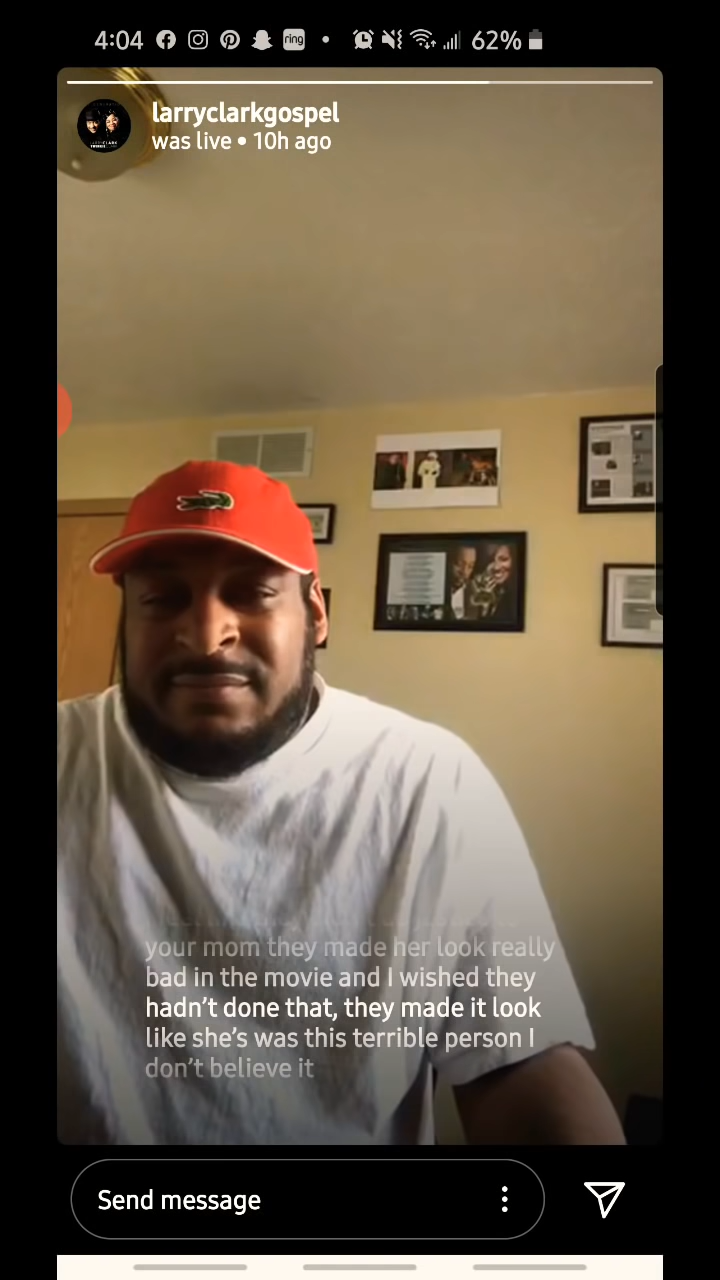 4:04
ring
62%
larryclarkgospel
was live • 10h ago
your mom they made her look really
bad in the movie and I wished they
hadn't done that, they made it look
like she's was this terrible person I
don't believe it
Send message